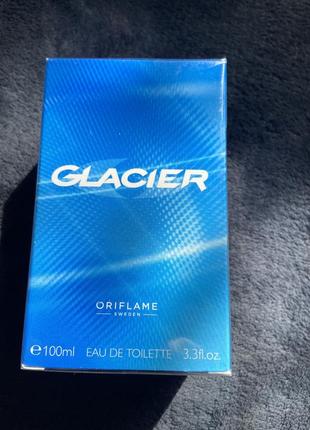 GLACIER
ORIFLAME
SWEDEN
℮100ml EAU DE TOILETTE 3.3fl.oz.